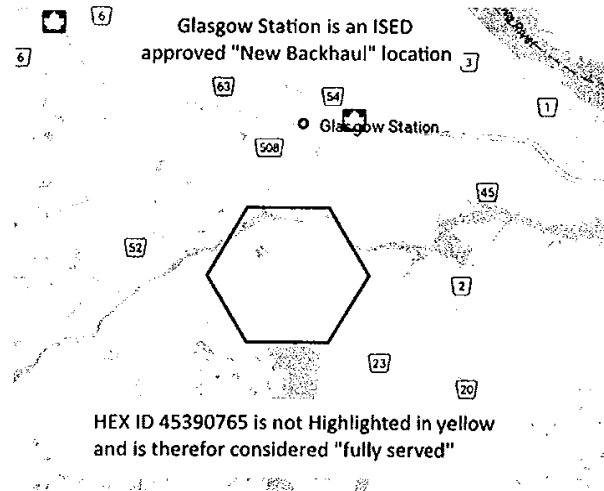 Glasgow Station is an ISED
approved "New Backhaul" location
6
6
3
63
54
1
Glasgow Station
508
45
52
2
23
20
HEX ID 45390765 is not Highlighted in yellow
and is therefor considered "fully served"